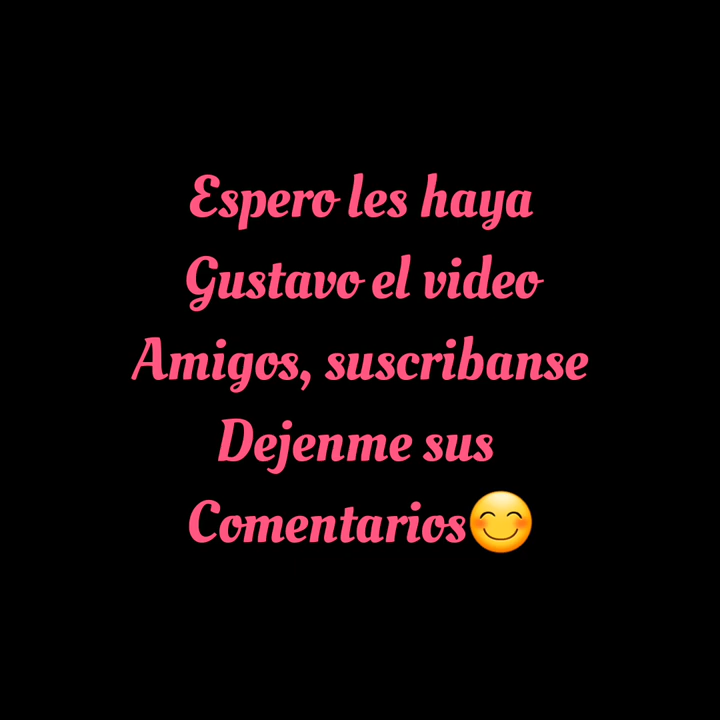 Espero les haya
Gustavo el video
Amigos, suscribanse
Dejenme sus
Comentarios😊